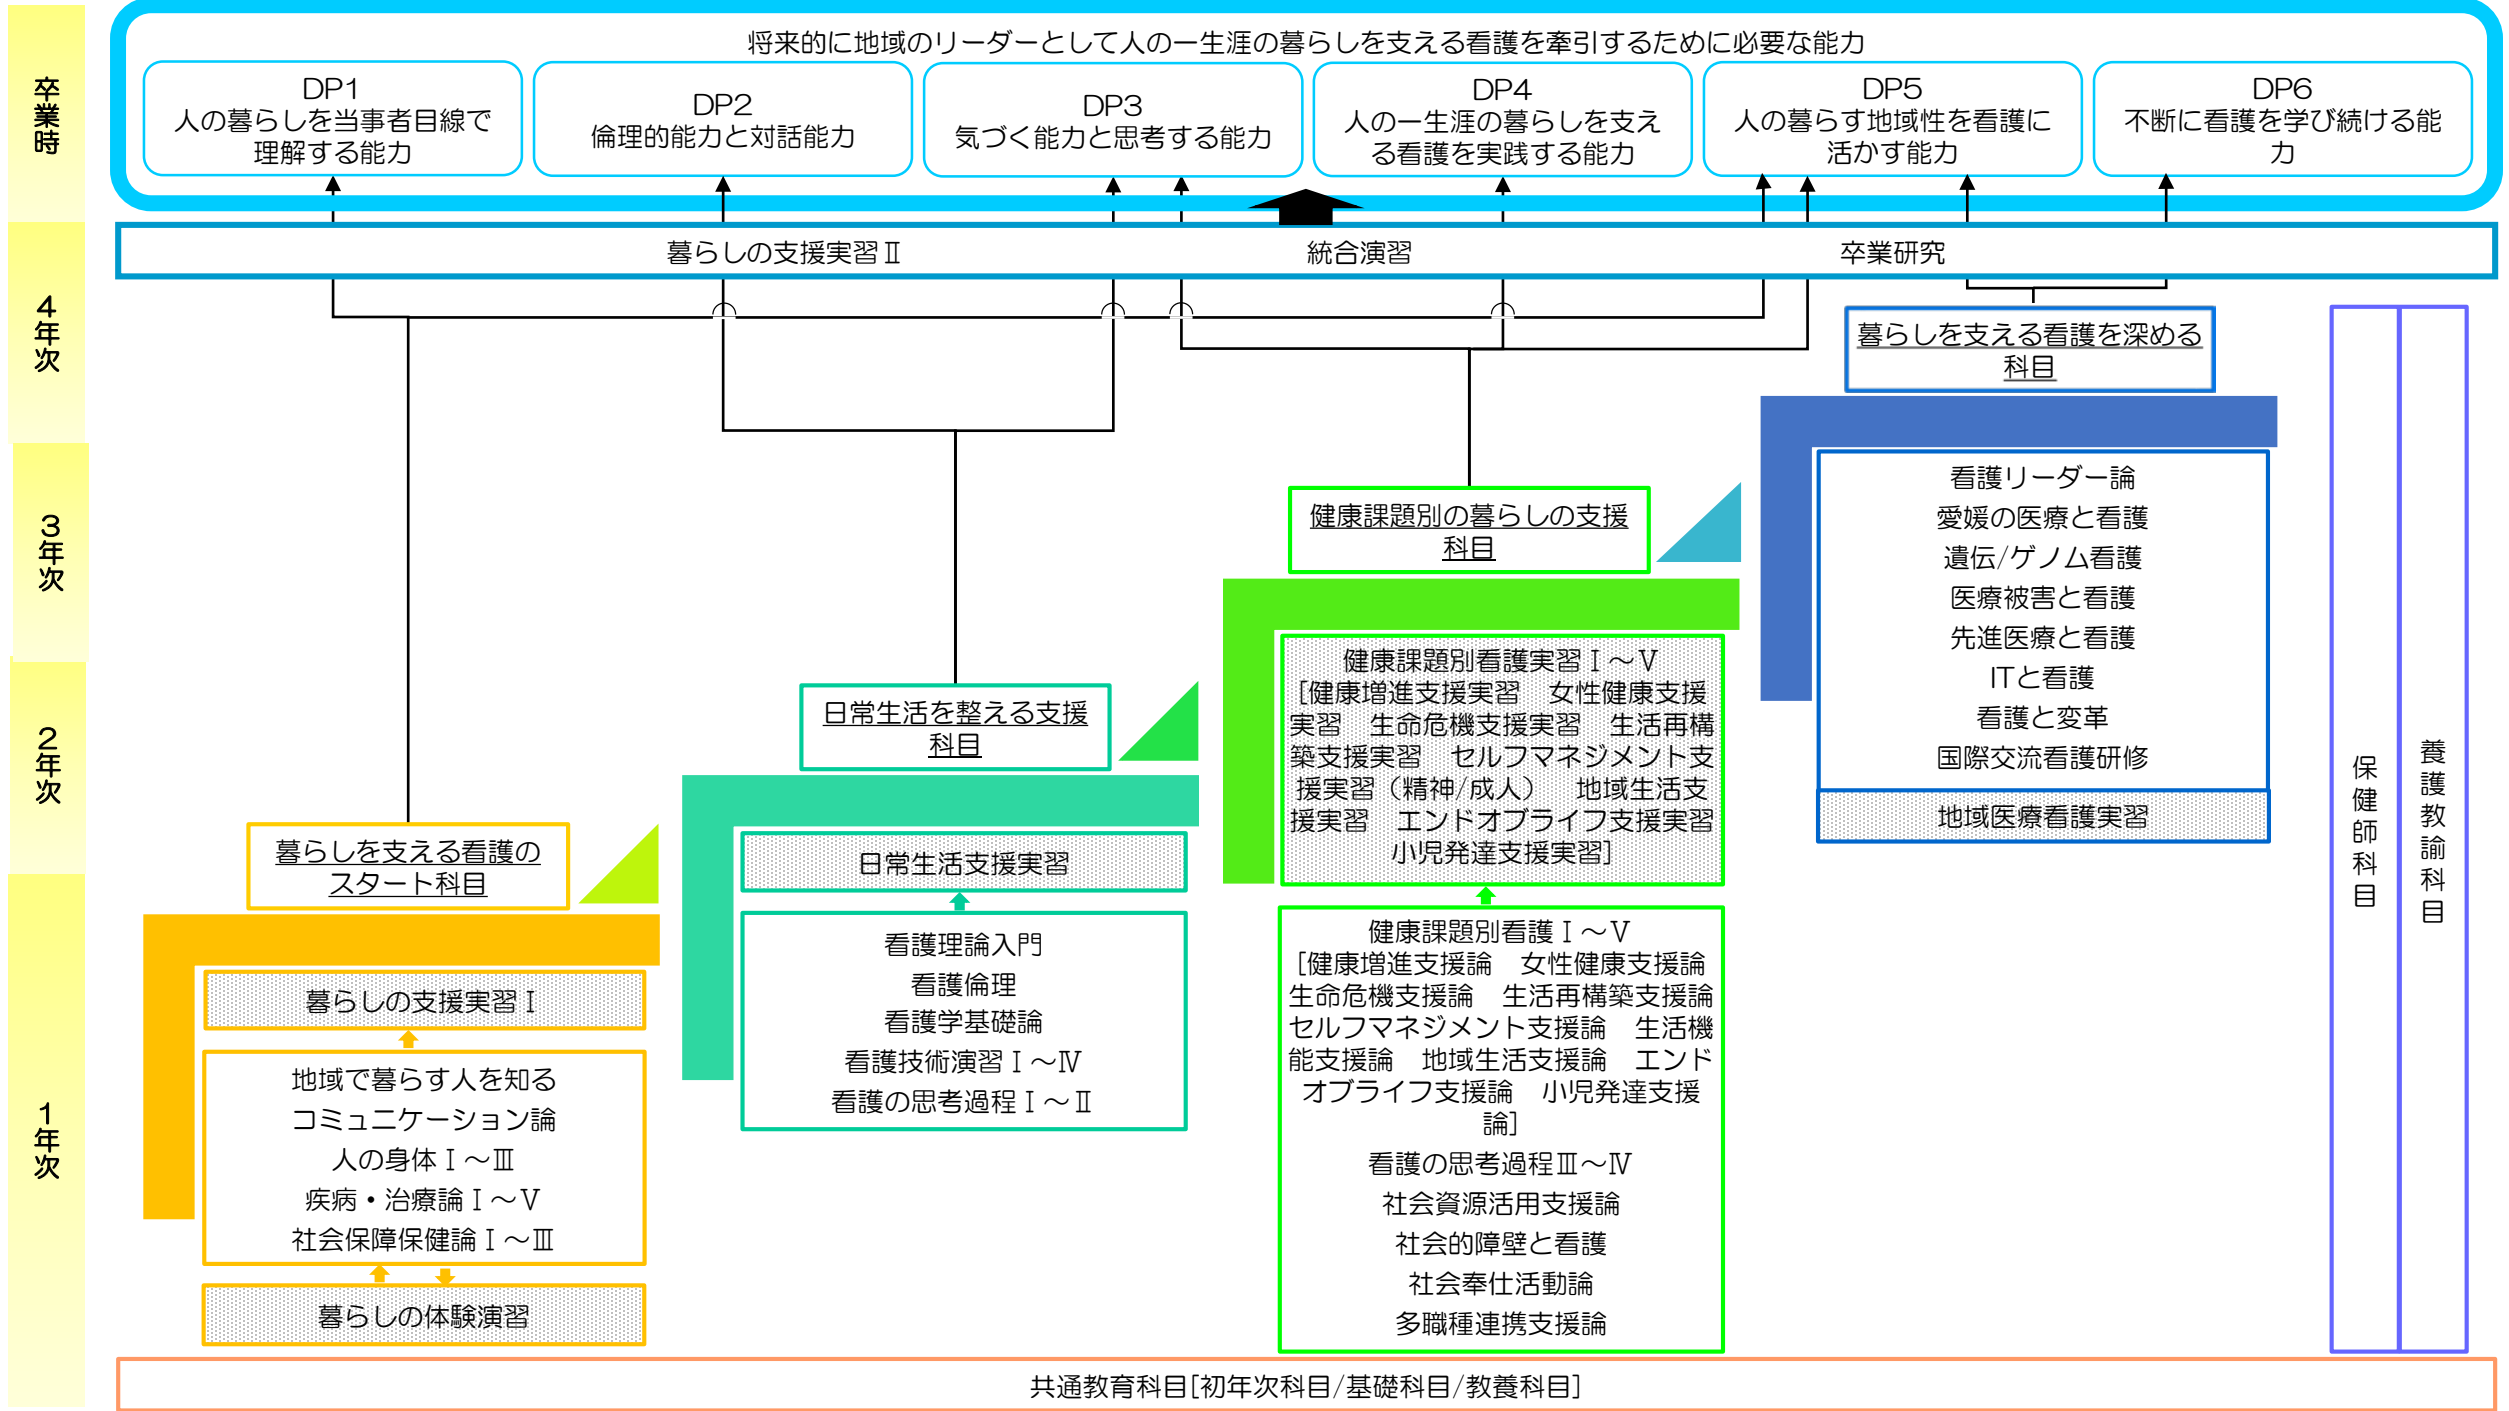 卒業時
将来的に地域のリーダーとして人の一生涯の暮らしを支える看護を牽引するために必要な能力
DP1
人の暮らしを当事者目線で
理解する能力
DP2
倫理的能力と対話能力
DP3
気づく能力と思考する能力
DP4
人の一生涯の暮らしを支え
る看護を実践する能力
DP5
人の暮らす地域性を看護に
活かす能力
DP6
不断に看護を学び続ける能
力
4年次
暮らしの支援実習Ⅱ
統合演習
卒業研究
3年次
2年次
1年次
暮らしを支える看護の
スタート科目
暮らしの支援実習Ⅰ
地域で暮らす人を知る
コミュニケーション論
人の身体Ⅰ～Ⅲ
疾病・治療論Ⅰ～Ⅴ
社会保障保健論Ⅰ～Ⅲ
暮らしの体験演習
日常生活を整える支援
科目
日常生活支援実習
看護理論入門
看護倫理
看護学基礎論
看護技術演習Ⅰ～Ⅳ
看護の思考過程Ⅰ～Ⅱ
健康課題別の暮らしの支援
科目
健康課題別看護実習Ⅰ～Ⅴ
[健康増進支援実習　女性健康支援
実習　生命危機支援実習　生活再構
築支援実習　セルフマネジメント支
援実習（精神/成人）　地域生活支
援実習　エンドオブライフ支援実習
小児発達支援実習]
健康課題別看護Ⅰ～Ⅴ
[健康増進支援論　女性健康支援論
生命危機支援論　生活再構築支援論
セルフマネジメント支援論　生活機
能支援論　地域生活支援論　エンド
オブライフ支援論　小児発達支援
論]
看護の思考過程Ⅲ～Ⅳ
社会資源活用支援論
社会的障壁と看護
社会奉仕活動論
多職種連携支援論
暮らしを支える看護を深める
科目
看護リーダー論
愛媛の医療と看護
遺伝/ゲノム看護
医療被害と看護
先進医療と看護
ITと看護
看護と変革
国際交流看護研修
地域医療看護実習
保健師科目
養護教諭科目
共通教育科目[初年次科目/基礎科目/教養科目]